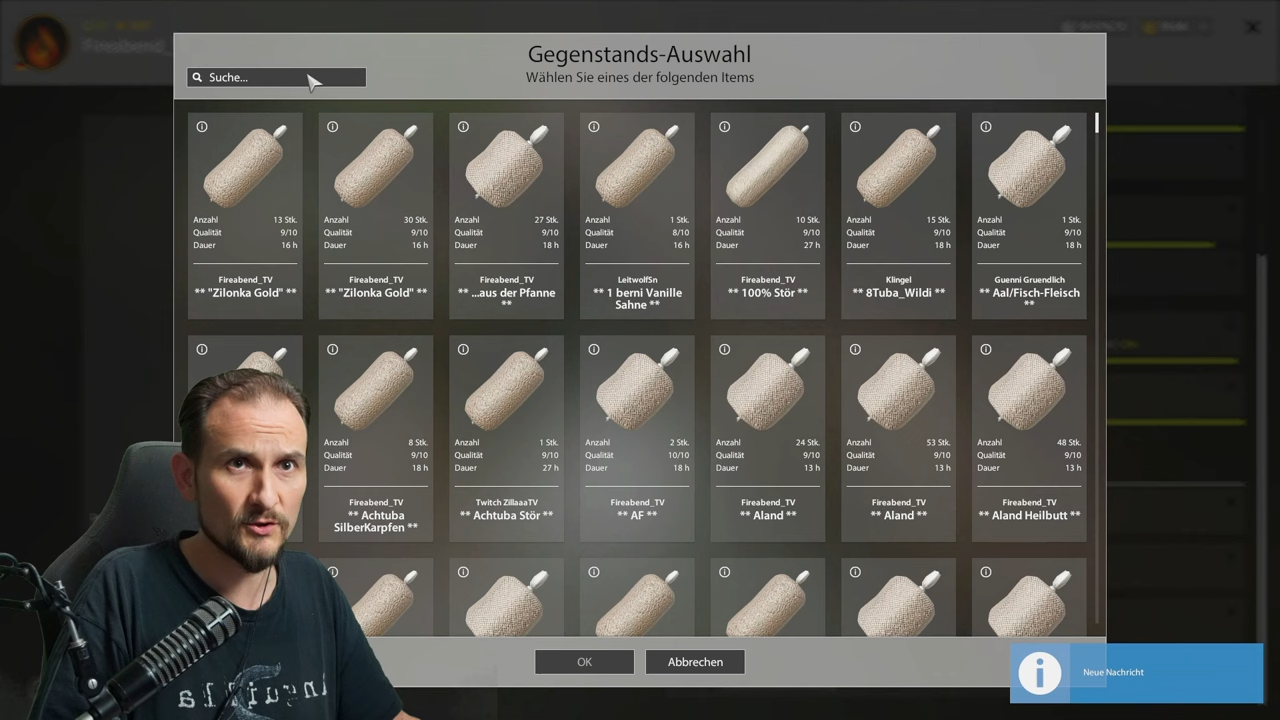 Gegenstands-Auswahl
Wählen Sie eines der folgenden Items
Suche...
Anzahl 13 Stk.
Qualität 9/10
Dauer 16 h
Fireabend_TV
** "Zilonka Gold" **
Anzahl 30 Stk.
Qualität 9/10
Dauer 16 h
Fireabend_TV
** "Zilonka Gold" **
Anzahl 27 Stk.
Qualität 9/10
Dauer 18 h
Fireabend_TV
** ...aus der Pfanne
**
Anzahl 1 Stk.
Qualität 8/10
Dauer 16 h
LeitwolfSn
** 1 berni Vanille
Sahne **
Anzahl 10 Stk.
Qualität 9/10
Dauer 27 h
Fireabend_TV
** 100% Stör **
Anzahl 15 Stk.
Qualität 9/10
Dauer 18 h
Klingel
** 8Tuba_Wildi **
Anzahl 1 Stk.
Qualität 9/10
Dauer 18 h
Guenni Gruendlich
** Aal/Fisch-Fleisch
**
Anzahl 8 Stk.
Qualität 9/10
Dauer 18 h
Fireabend_TV
** Achtuba
SilberKarpfen **
Anzahl 1 Stk.
Qualität 9/10
Dauer 27 h
Twitch ZillaaaTV
** Achtuba Stör **
Anzahl 2 Stk.
Qualität 10/10
Dauer 18 h
Fireabend_TV
** AF **
Anzahl 24 Stk.
Qualität 9/10
Dauer 13 h
Fireabend_TV
** Aland **
Anzahl 53 Stk.
Qualität 9/10
Dauer 13 h
Fireabend_TV
** Aland **
Anzahl 48 Stk.
Qualität 9/10
Dauer 13 h
Fireabend_TV
** Aland Heilbutt **
OK
Abbrechen
Neue Nachricht